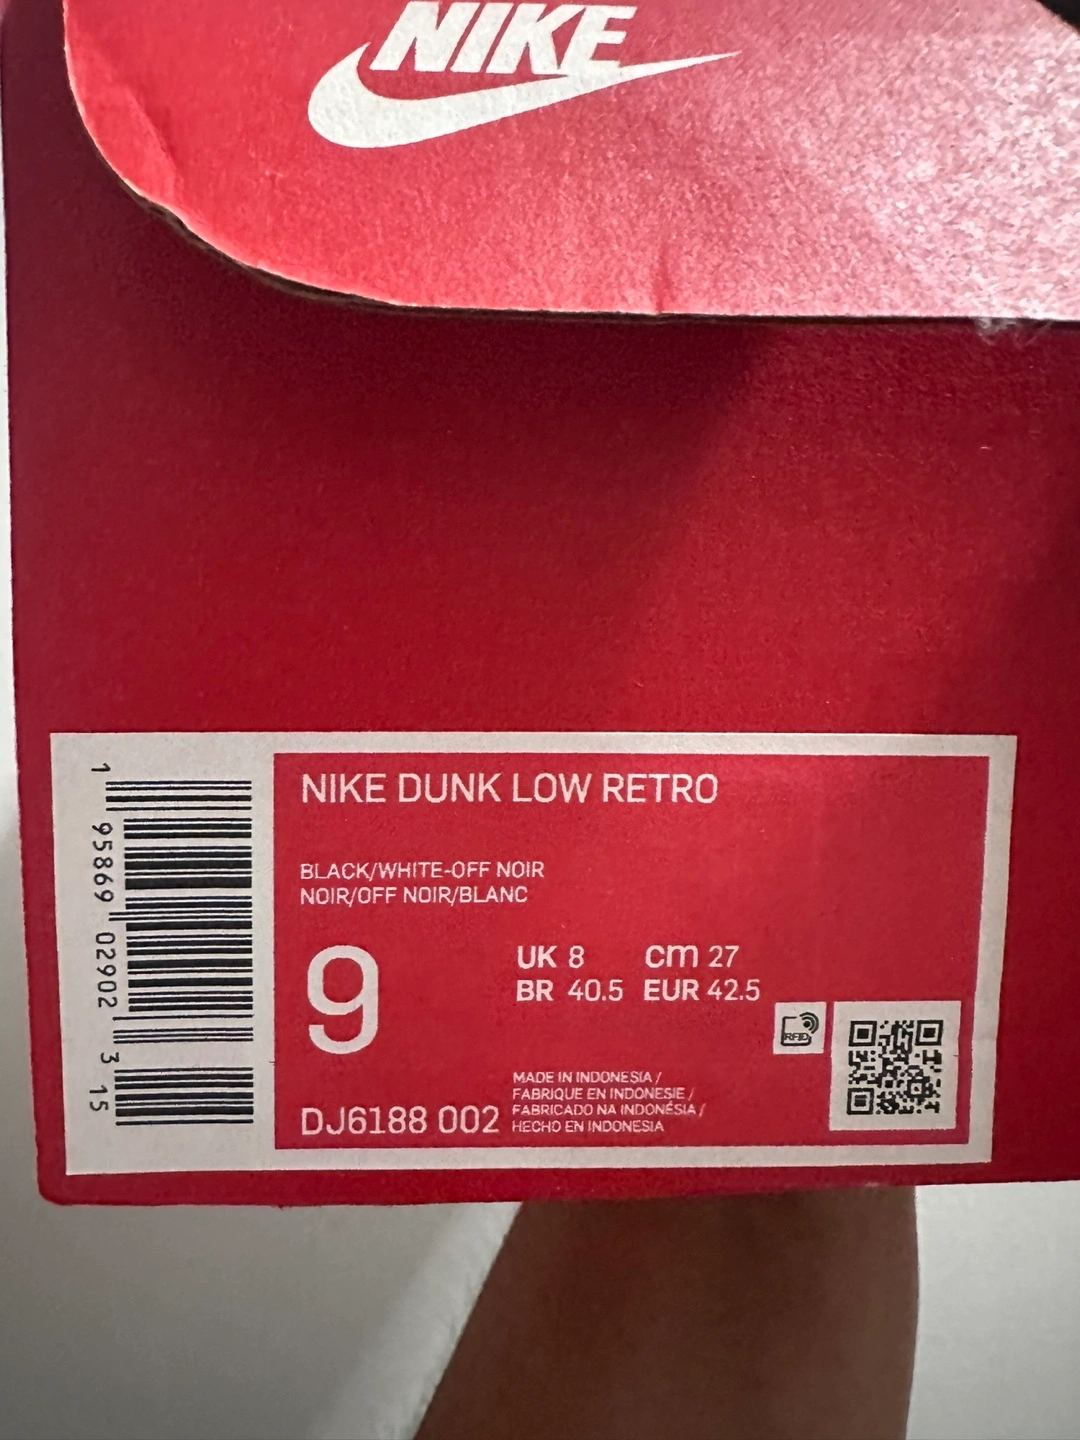 NIKE
NIKE DUNK LOW RETRO
BLACK/WHITE-OFF NOIR
NOIR/OFF NOIR/BLANC
9
UK 8 cm 27
BR 40.5 EUR 42.5
RFID
MADE IN INDONESIA /
FABRIQUE EN INDONESIE /
FABRICADO NA INDONÉSIA /
HECHO EN INDONESIA
DJ6188 002
1 95869 02902 3 15